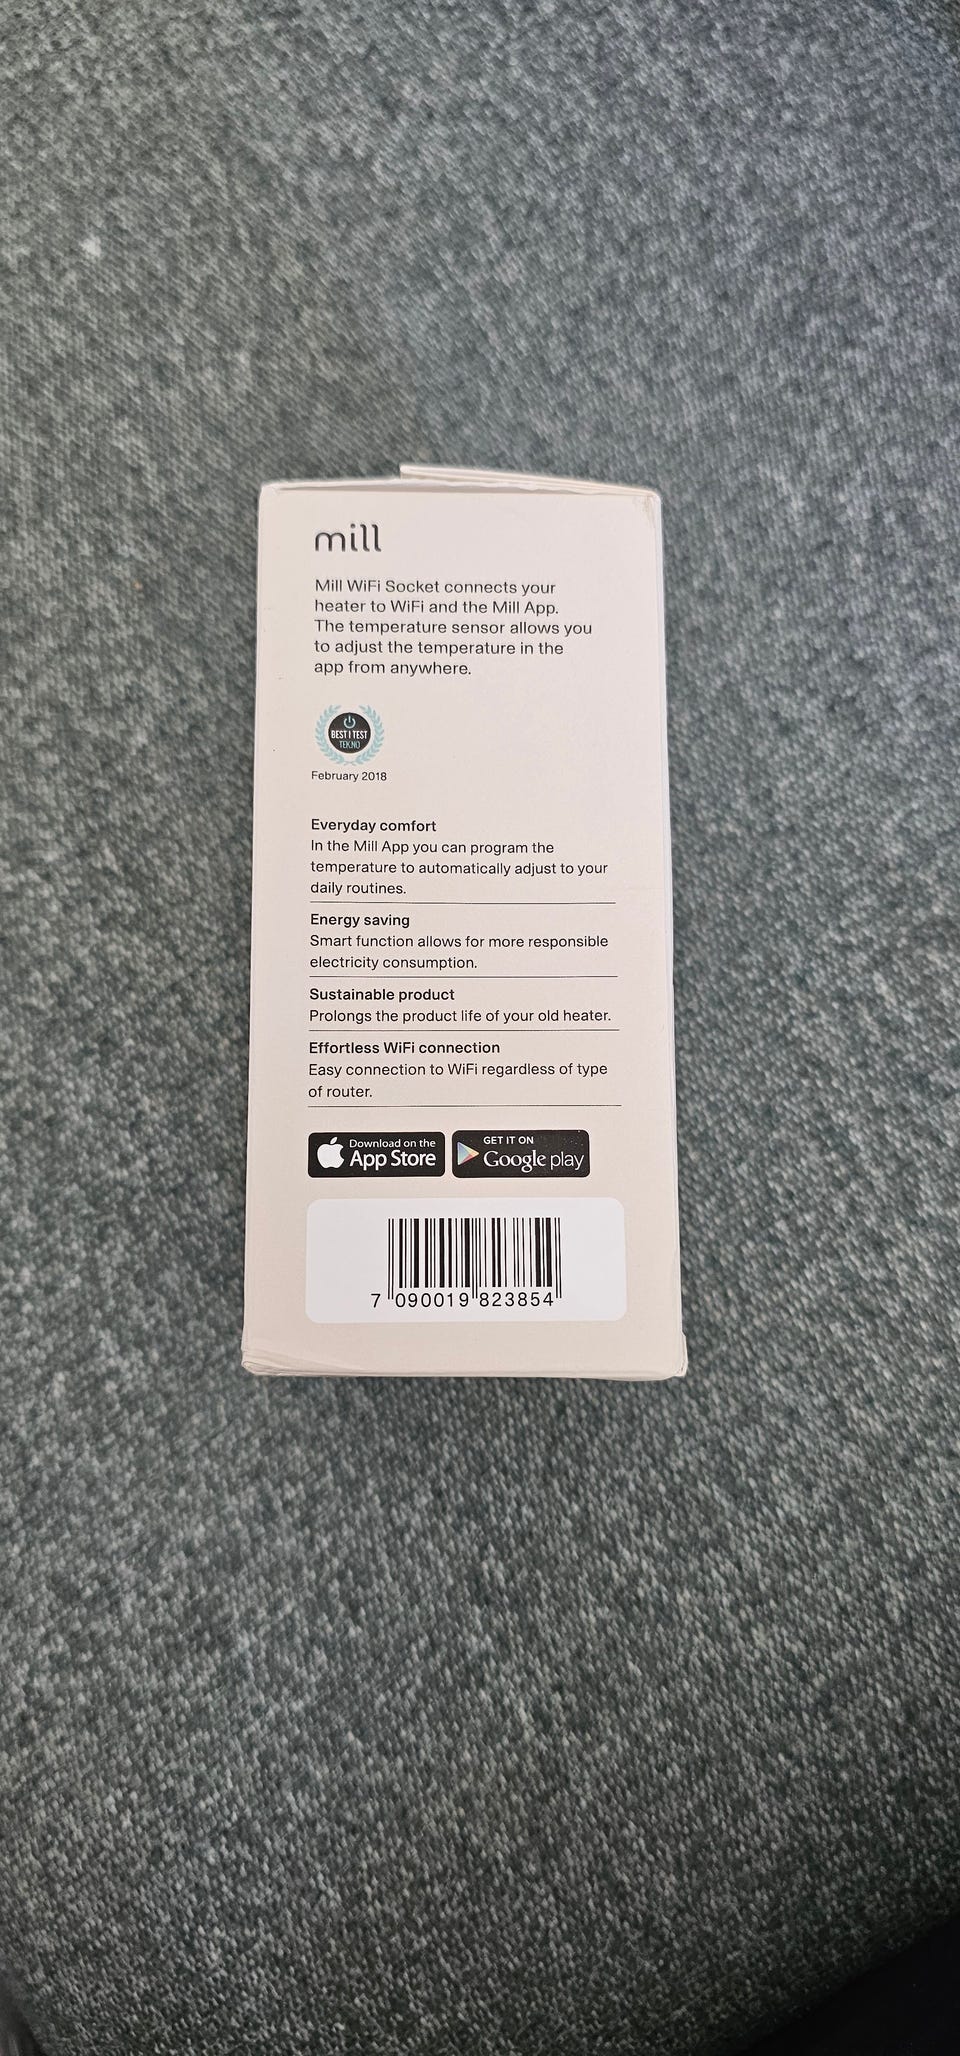 mill
Mill WiFi Socket connects your
heater to WiFi and the Mill App.
The temperature sensor allows you
to adjust the temperature in the
app from anywhere.
BEST I TEST
TEK.NO
February 2018
Everyday comfort
In the Mill App you can program the
temperature to automatically adjust to your
daily routines.
Energy saving
Smart function allows for more responsible
electricity consumption.
Sustainable product
Prolongs the product life of your old heater.
Effortless WiFi connection
Easy connection to WiFi regardless of type
of router.
Download on the
App Store
GET IT ON
Google play
7 090019 823854